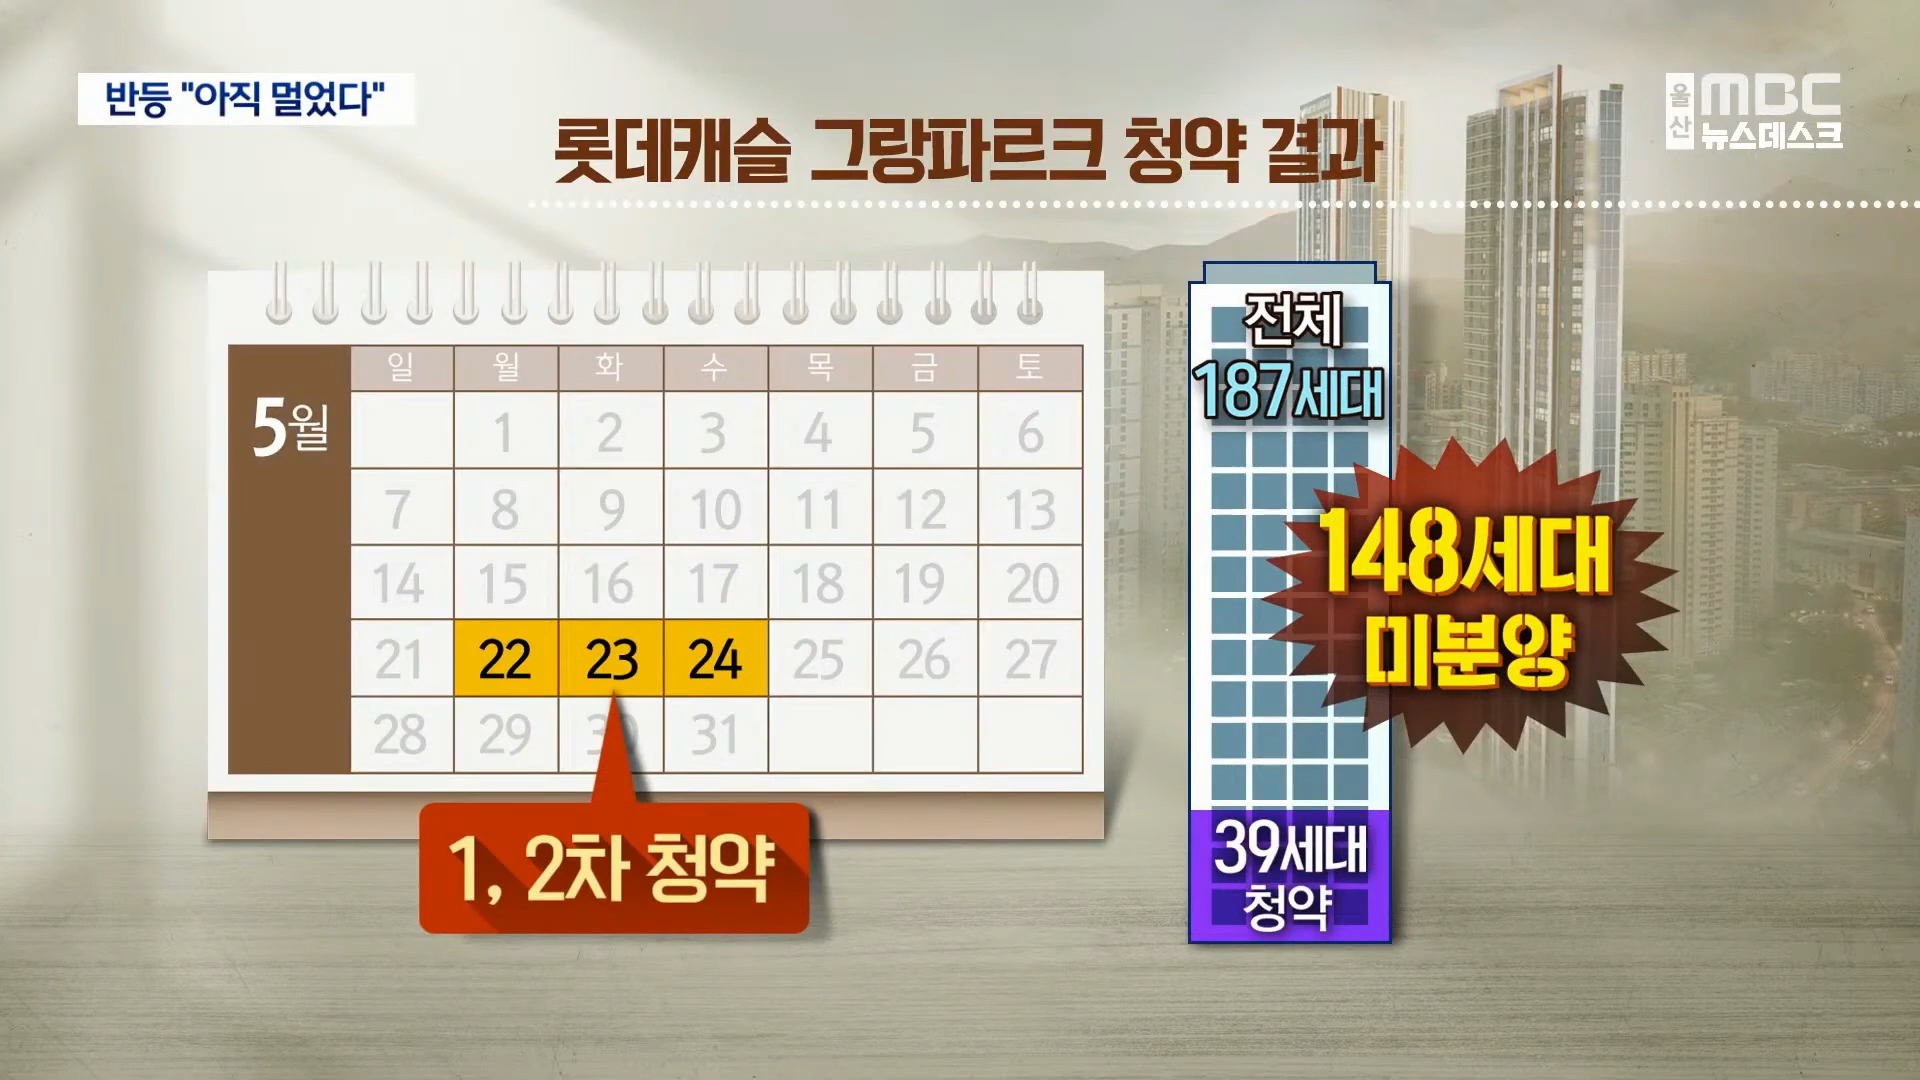 반등 "아직 멀었다"
울산 MBC 뉴스데스크
롯데캐슬 그랑파르크 청약 결과
5월
일 월 화 수 목 금 토
1 2 3 4 5 6
7 8 9 10 11 12 13
14 15 16 17 18 19 20
21 22 23 24 25 26 27
28 29 30 31
1, 2차 청약
전체
187세대
148세대
미분양
39세대
청약